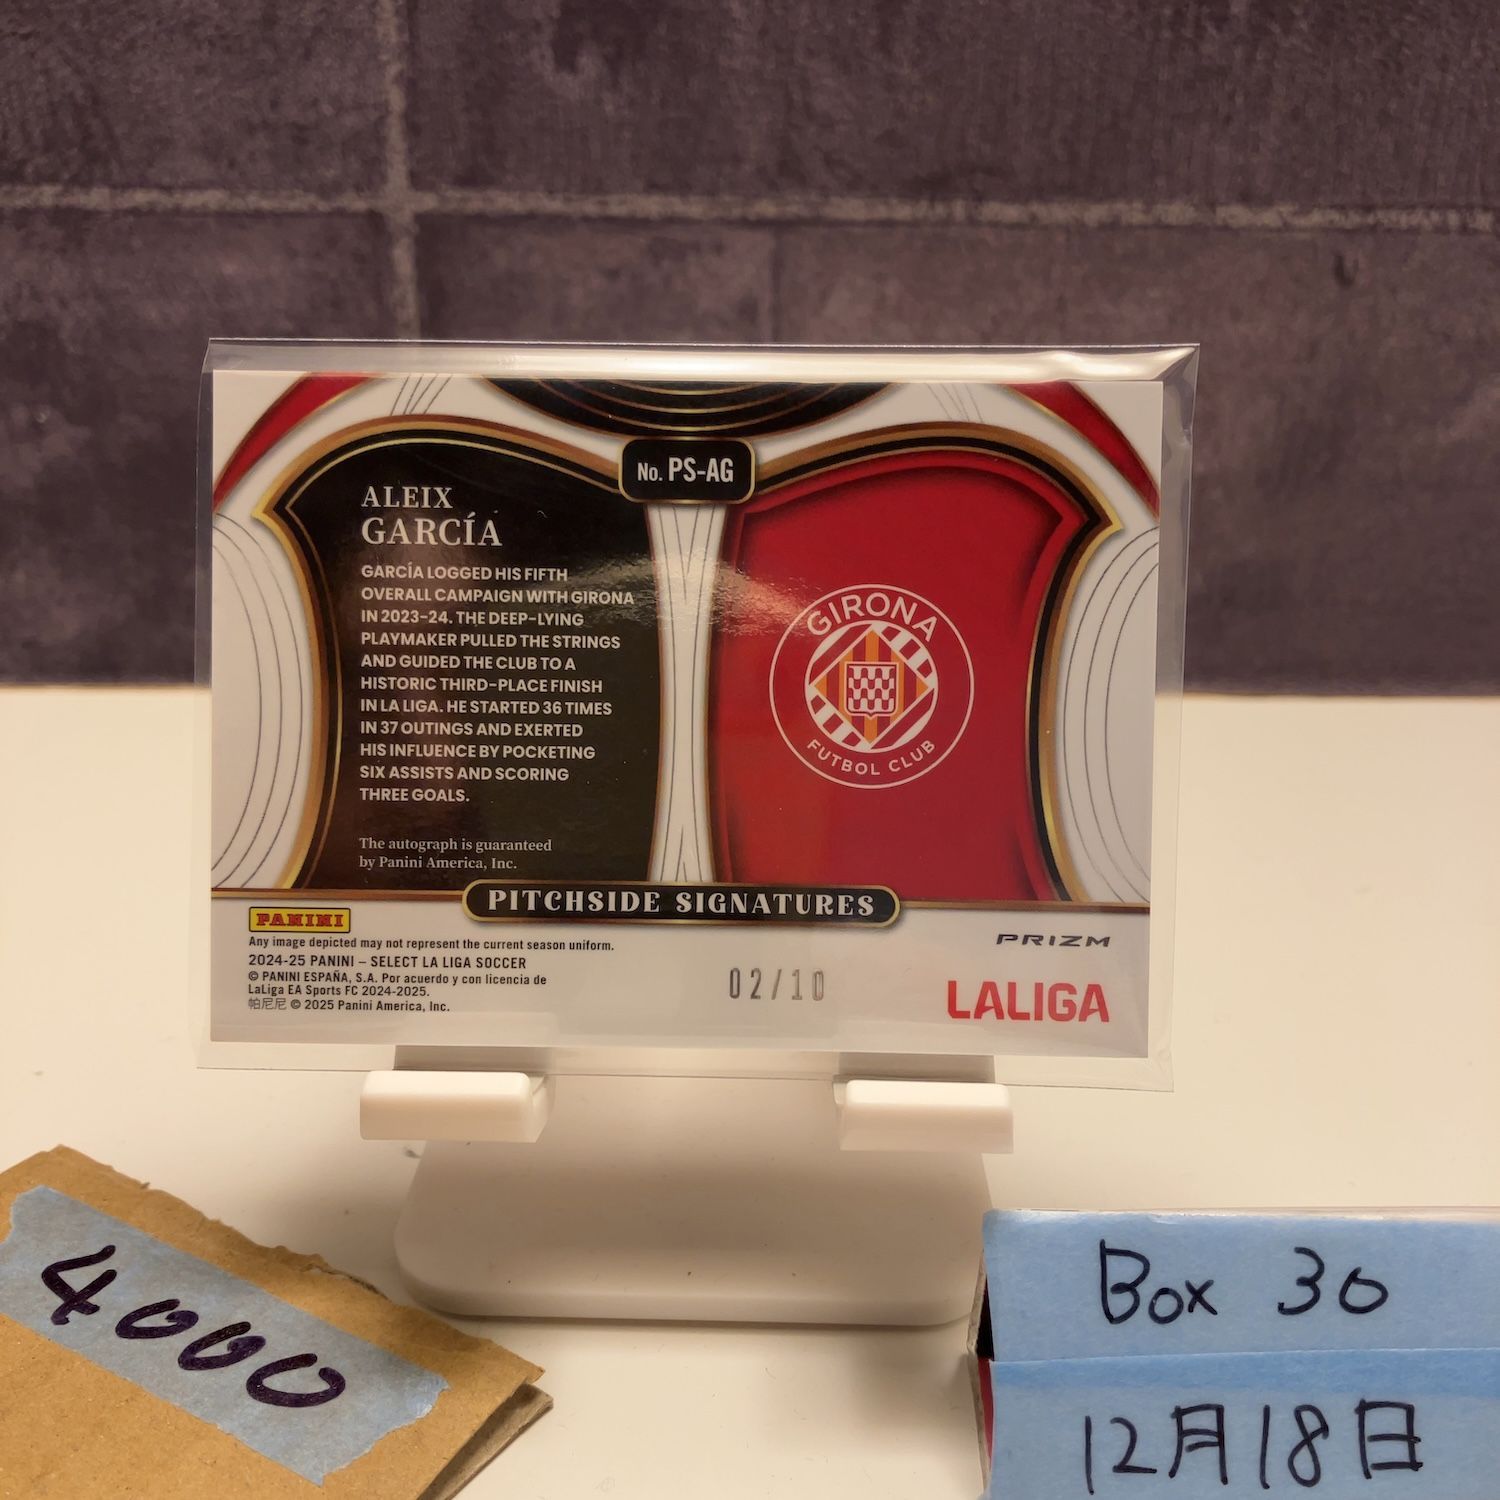 No. PS-AG
ALEIX
GARCÍA
GARCÍA LOGGED HIS FIFTH
OVERALL CAMPAIGN WITH GIRONA
IN 2023-24. THE DEEP-LYING
PLAYMAKER PULLED THE STRINGS
AND GUIDED THE CLUB TO A
HISTORIC THIRD-PLACE FINISH
IN LA LIGA. HE STARTED 36 TIMES
IN 37 OUTINGS AND EXERTED
HIS INFLUENCE BY POCKETING
SIX ASSISTS AND SCORING
THREE GOALS.
The autograph is guaranteed
by Panini America, Inc.
GIRONA
FUTBOL CLUB
PITCHSIDE SIGNATURES
PANINI
Any image depicted may not represent the current season uniform.
2024-25 PANINI – SELECT LA LIGA SOCCER
© PANINI ESPAÑA, S.A. Por acuerdo y con licencia de
LaLiga EA Sports FC 2024-2025.
帕尼尼 © 2025 Panini America, Inc.
02/10
PRIZM
LALIGA
4000
Box 30
12月18日